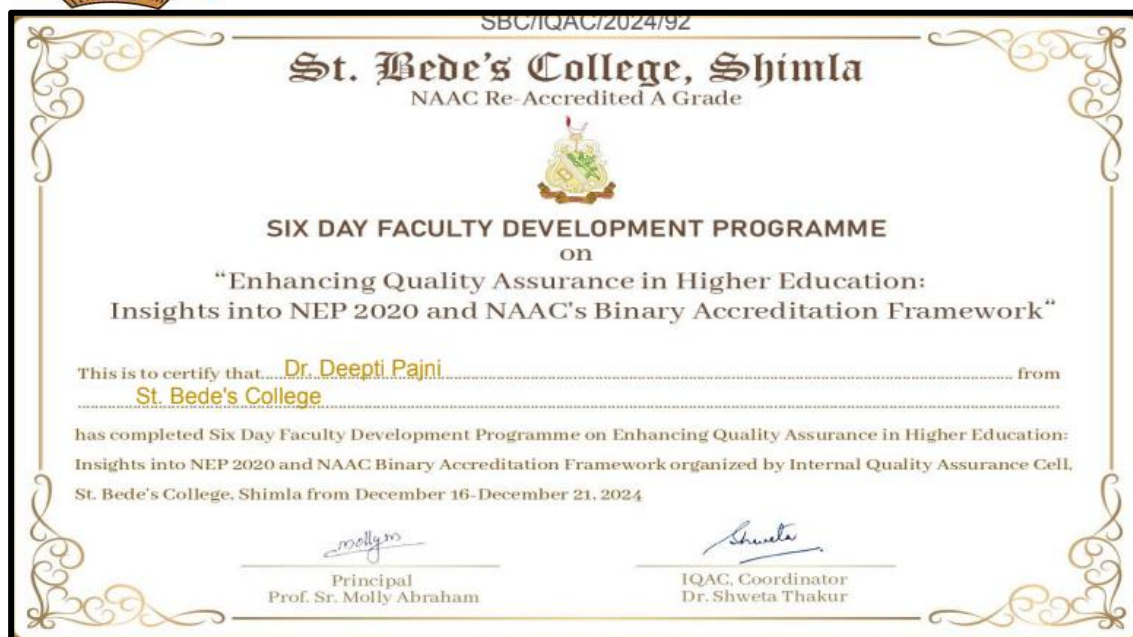 SBC/IQAC/2024/92
St. Bede's College, Shimla
NAAC Re-Accredited A Grade
SIX DAY FACULTY DEVELOPMENT PROGRAMME
on
“Enhancing Quality Assurance in Higher Education:
Insights into NEP 2020 and NAAC's Binary Accreditation Framework“
This is to certify that Dr. Deepti Pajni from
St. Bede's College
has completed Six Day Faculty Development Programme on Enhancing Quality Assurance in Higher Education:
Insights into NEP 2020 and NAAC Binary Accreditation Framework organized by Internal Quality Assurance Cell,
St. Bede's College, Shimla from December 16-December 21, 2024
mollym
Shweta
Principal
Prof. Sr. Molly Abraham
IQAC, Coordinator
Dr. Shweta Thakur